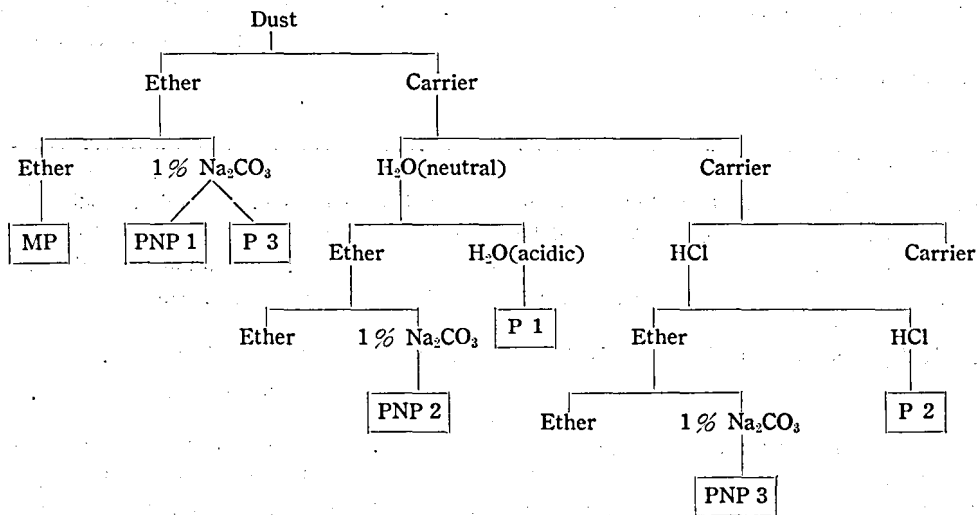 Dust
Ether Carrier
Ether 1% Na₂CO₃ H₂O(neutral) Carrier
MP PNP 1 P 3 Ether H₂O(acidic) HCl Carrier
Ether 1% Na₂CO₃ P 1 Ether HCl
PNP 2 Ether 1% Na₂CO₃ P 2
PNP 3